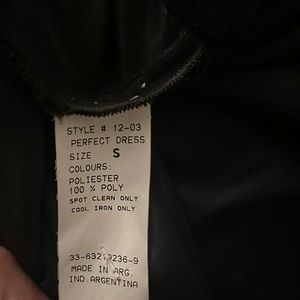 STYLE # 12-03
PERFECT DRESS
SIZE S
COLOURS:
POLIESTER
100 % POLY
SPOT CLEAN ONLY
COOL IRON ONLY
MADE IN ARG.
IND.ARGENTINA